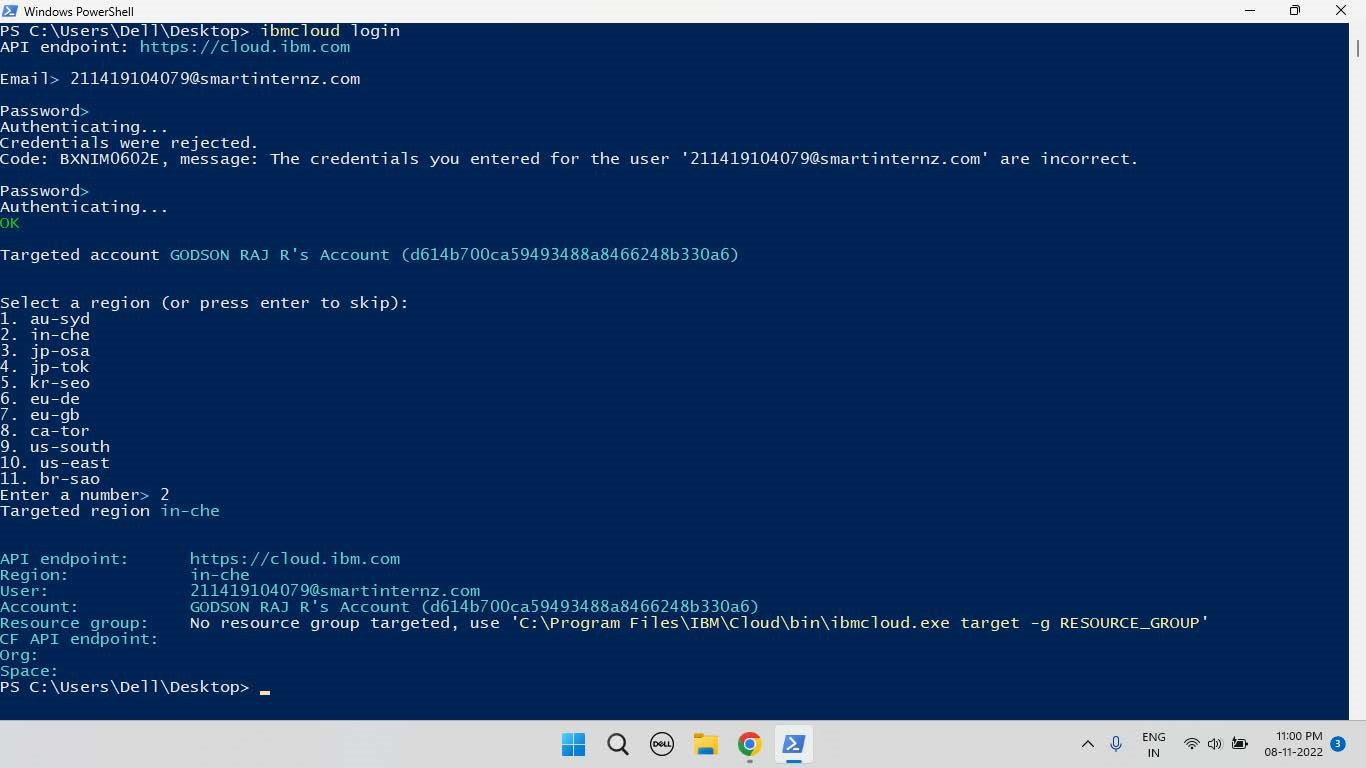 Windows PowerShell
PS C:\Users\Dell\Desktop> ibmcloud login
API endpoint: https://cloud.ibm.com
Email> 211419104079@smartinternz.com
Password>
Authenticating...
Credentials were rejected.
Code: BXNIM0602E, message: The credentials you entered for the user '211419104079@smartinternz.com' are incorrect.
Password>
Authenticating...
OK
Targeted account GODSON RAJ R's Account (d614b700ca59493488a8466248b330a6)
Select a region (or press enter to skip):
1. au-syd
2. in-che
3. jp-osa
4. jp-tok
5. kr-seo
6. eu-de
7. eu-gb
8. ca-tor
9. us-south
10. us-east
11. br-sao
Enter a number> 2
Targeted region in-che
API endpoint: https://cloud.ibm.com
Region: in-che
User: 211419104079@smartinternz.com
Account: GODSON RAJ R's Account (d614b700ca59493488a8466248b330a6)
Resource group: No resource group targeted, use 'C:\Program Files\IBM\Cloud\bin\ibmcloud.exe target -g RESOURCE_GROUP'
CF API endpoint:
Org:
Space:
PS C:\Users\Dell\Desktop>
DELL
ENG
IN
11:00 PM
08-11-2022
3